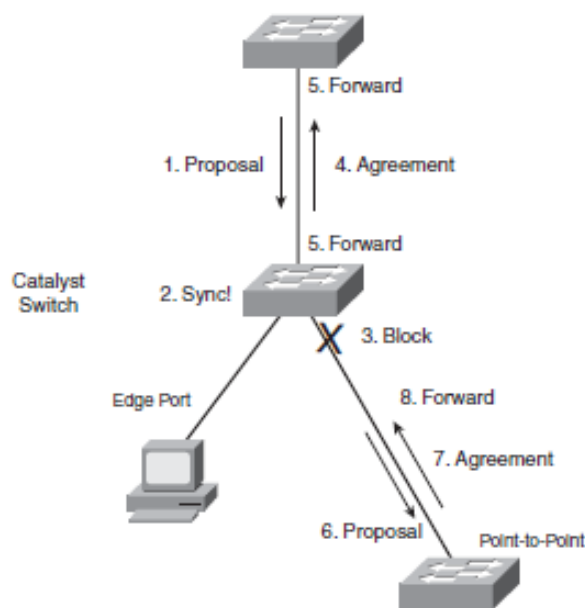 5. Forward
1. Proposal
4. Agreement
5. Forward
Catalyst
Switch
2. Sync!
X
3. Block
Edge Port
8. Forward
7. Agreement
6. Proposal
Point-to-Point